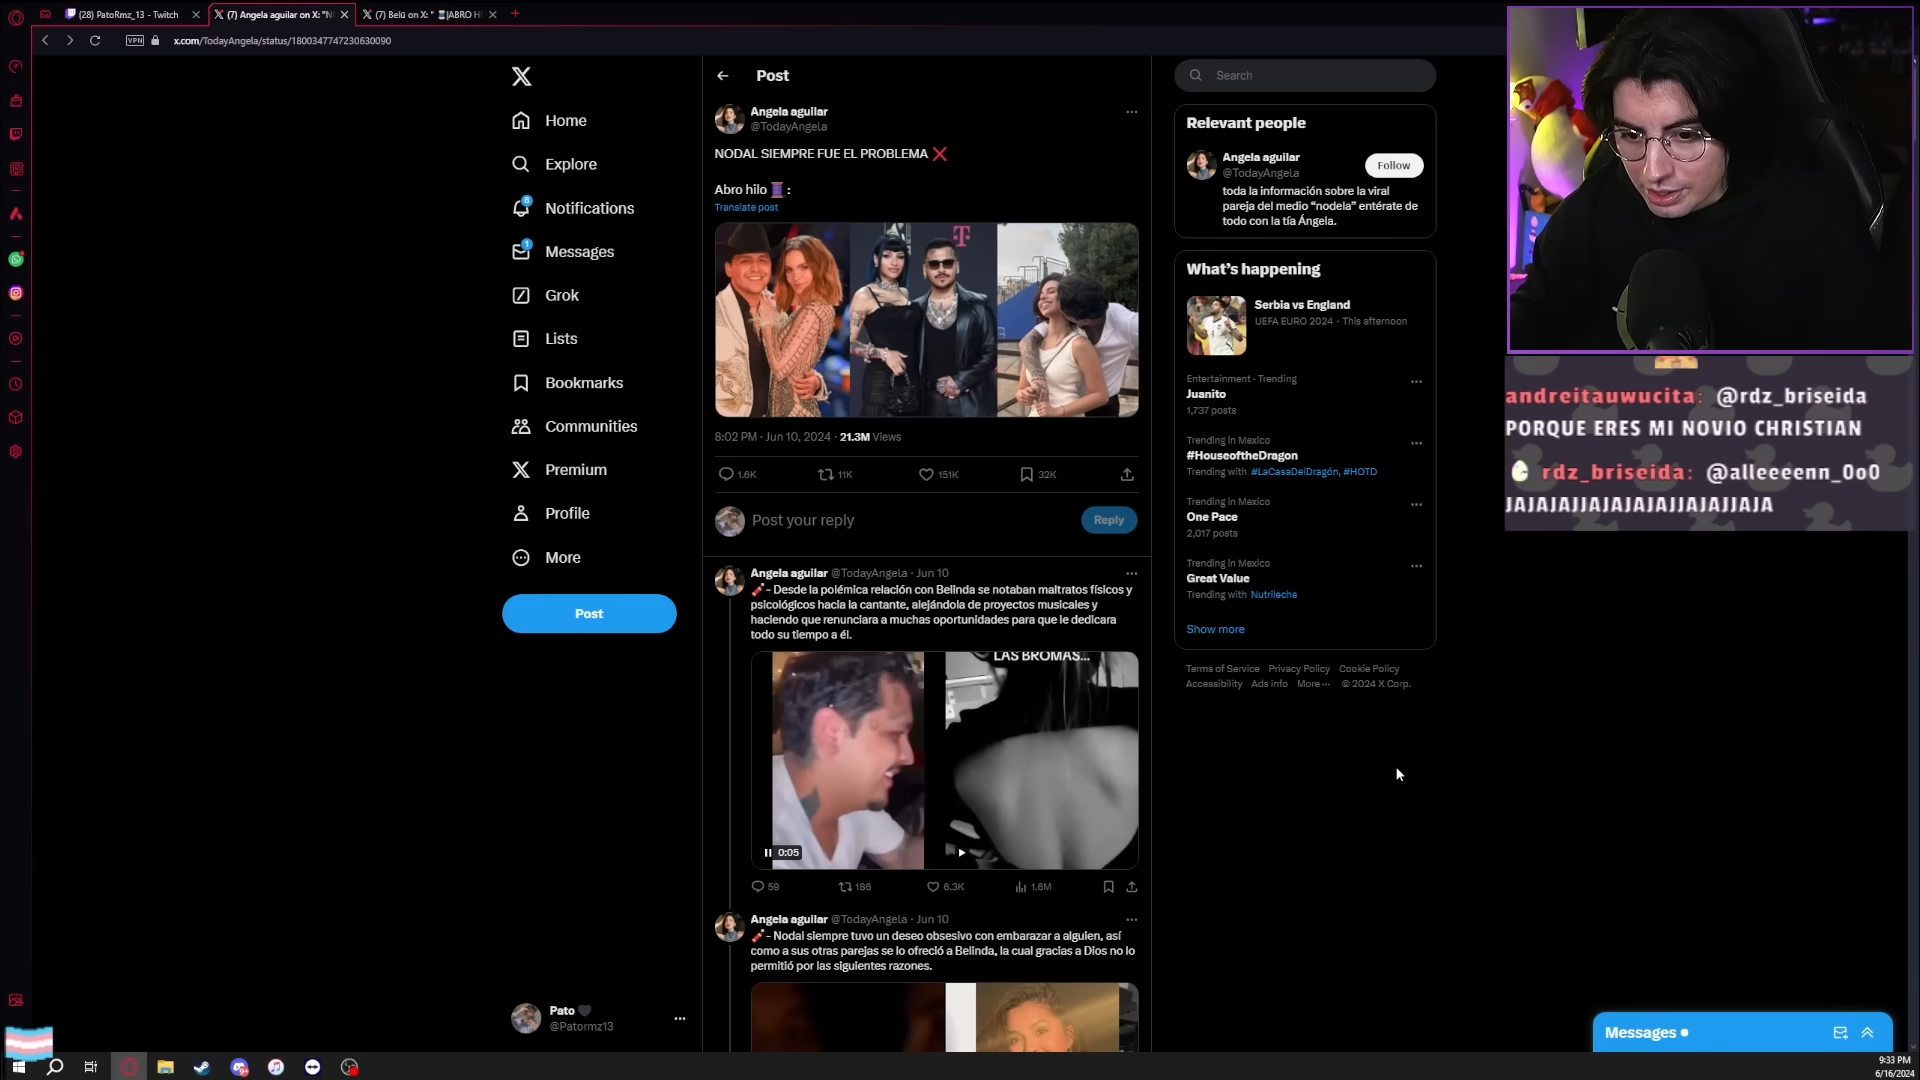 (28) PatoRmz_13 - Twitch
(7) Angela aguilar on X: "N
(7) Belü on X: " ¡ABRO H
VPN
x.com/TodayAngela/status/1800347747230630090
Home
Explore
6
Notifications
1
Messages
Grok
Lists
Bookmarks
Communities
Premium
Profile
More
Post
Pato
@Patormz13
Post
Angela aguilar
@TodayAngela
NODAL SIEMPRE FUE EL PROBLEMA ❌
Abro hilo 🧵:
Translate post
T
8:02 PM · Jun 10, 2024 · 21.3M Views
1.6K 11K 151K 32K
Post your reply
Reply
Angela aguilar @TodayAngela · Jun 10
🧨- Desde la polémica relación con Belinda se notaban maltratos físicos y
psicológicos hacia la cantante, alejándola de proyectos musicales y
haciendo que renunciara a muchas oportunidades para que le dedicara
todo su tiempo a él.
LAS BROMAS...
0:05
59 186 6.3K 1.6M
Angela aguilar @TodayAngela · Jun 10
🧨- Nodal siempre tuvo un deseo obsesivo con embarazar a alguien, así
como a sus otras parejas se lo ofreció a Belinda, la cual gracias a Dios no lo
permitió por las siguientes razones.
Search
Relevant people
Angela aguilar
@TodayAngela
Follow
toda la información sobre la viral
pareja del medio “nodela” entérate de
todo con la tía Ángela.
What’s happening
Serbia vs England
UEFA EURO 2024 · This afternoon
Entertainment · Trending
Juanito
1,737 posts
Trending in Mexico
#HouseoftheDragon
Trending with #LaCasaDelDragón, #HOTD
Trending in Mexico
One Pace
2,017 posts
Trending in Mexico
Great Value
Trending with Nutrileche
Show more
Terms of Service Privacy Policy Cookie Policy
Accessibility Ads info More ··· © 2024 X Corp.
andreitauwucita: @rdz_briseida
PORQUE ERES MI NOVIO CHRISTIAN
rdz_briseida: @alleeeenn_0o0
JAJAJAJJAJAJAJAJJAJAJJAJA
Messages
9:33 PM
6/16/2024